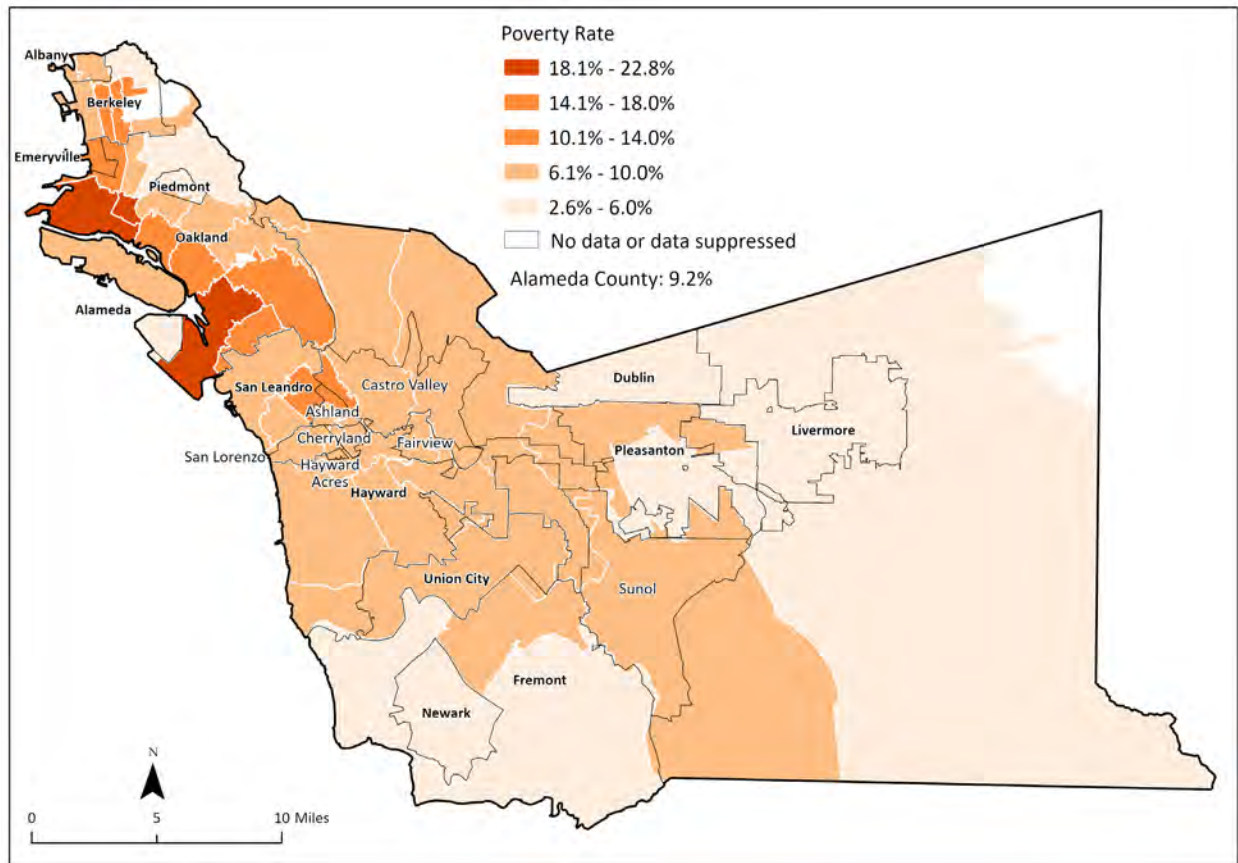 Poverty Rate
18.1% - 22.8%
14.1% - 18.0%
10.1% - 14.0%
6.1% - 10.0%
2.6% - 6.0%
No data or data suppressed
Alameda County: 9.2%
Albany
Berkeley
Emeryville
Piedmont
Oakland
Alameda
San Leandro
Castro Valley
Ashland
Cherryland
Fairview
San Lorenzo
Hayward
Acres
Hayward
Dublin
Livermore
Pleasanton
Union City
Sunol
Fremont
Newark
N
0 5 10 Miles